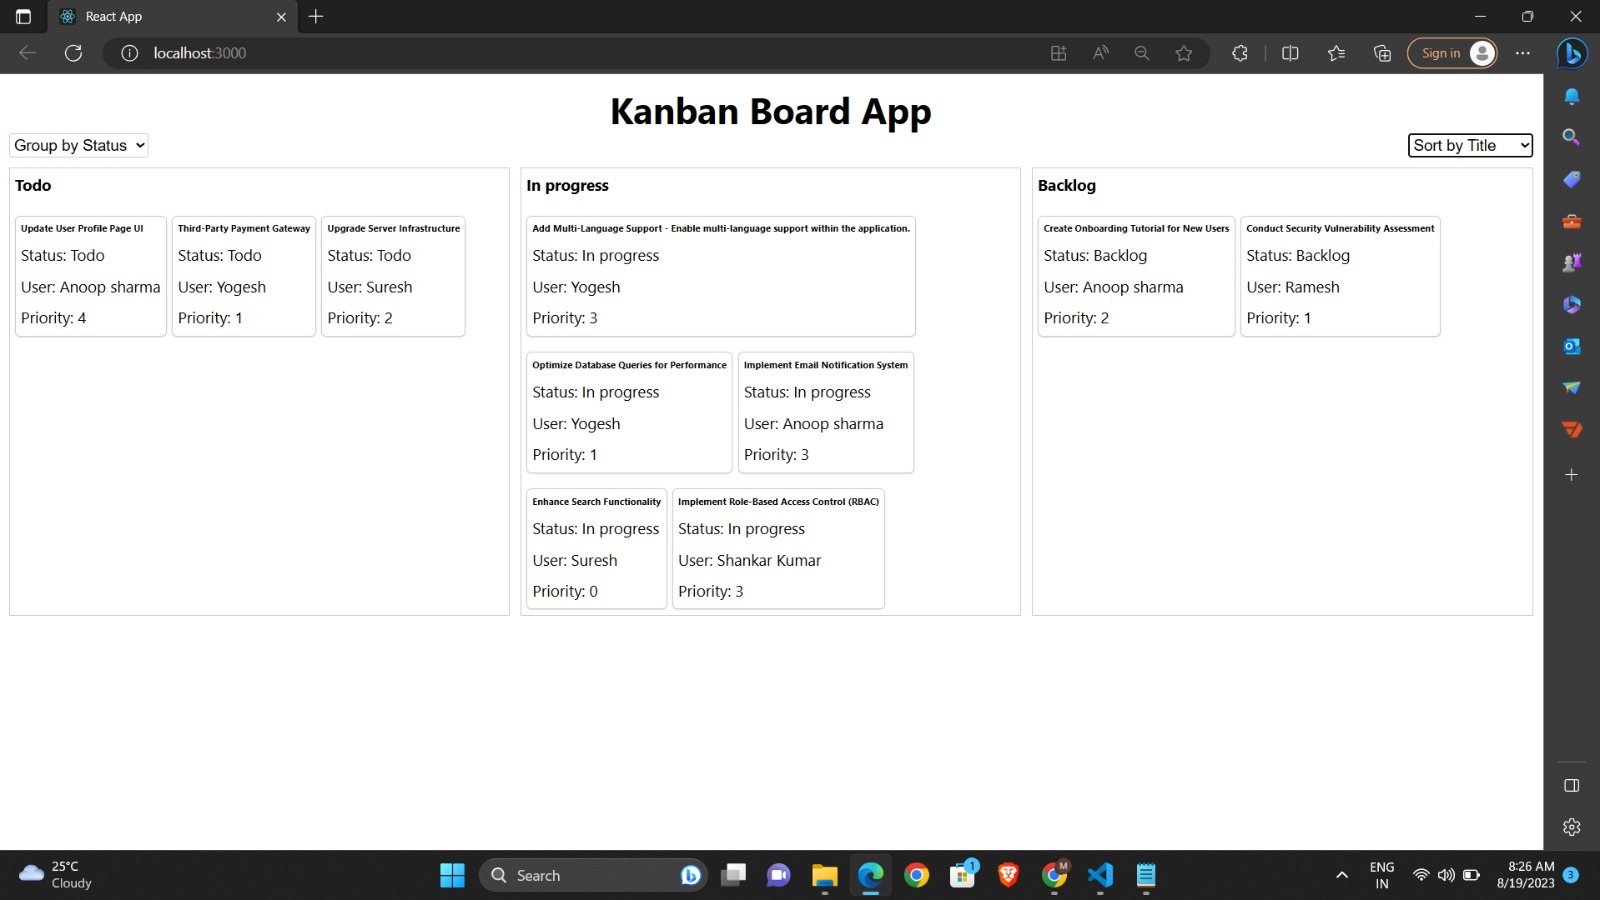 React App
localhost:3000
Sign in
Kanban Board App
Group by Status
Sort by Title
Todo
Update User Profile Page UI
Status: Todo
User: Anoop sharma
Priority: 4
Third-Party Payment Gateway
Status: Todo
User: Yogesh
Priority: 1
Upgrade Server Infrastructure
Status: Todo
User: Suresh
Priority: 2
In progress
Add Multi-Language Support - Enable multi-language support within the application.
Status: In progress
User: Yogesh
Priority: 3
Optimize Database Queries for Performance
Status: In progress
User: Yogesh
Priority: 1
Implement Email Notification System
Status: In progress
User: Anoop sharma
Priority: 3
Enhance Search Functionality
Status: In progress
User: Suresh
Priority: 0
Implement Role-Based Access Control (RBAC)
Status: In progress
User: Shankar Kumar
Priority: 3
Backlog
Create Onboarding Tutorial for New Users
Status: Backlog
User: Anoop sharma
Priority: 2
Conduct Security Vulnerability Assessment
Status: Backlog
User: Ramesh
Priority: 1
25°C
Cloudy
Search
1
M
ENG
IN
8:26 AM
8/19/2023
3